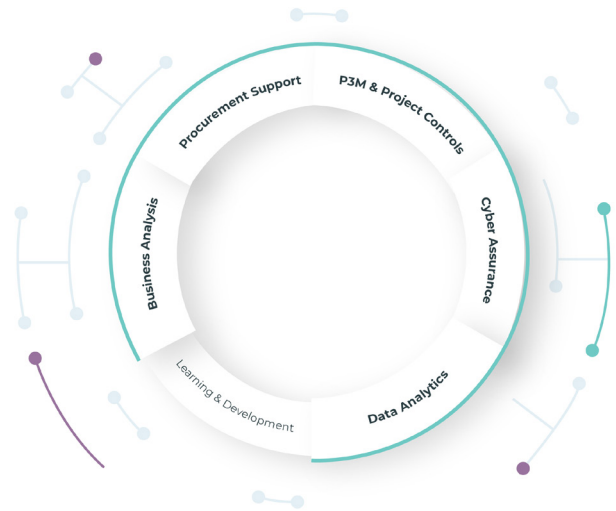 Procurement Support
P3M & Project Controls
Cyber Assurance
Data Analytics
Learning & Development
Business Analysis